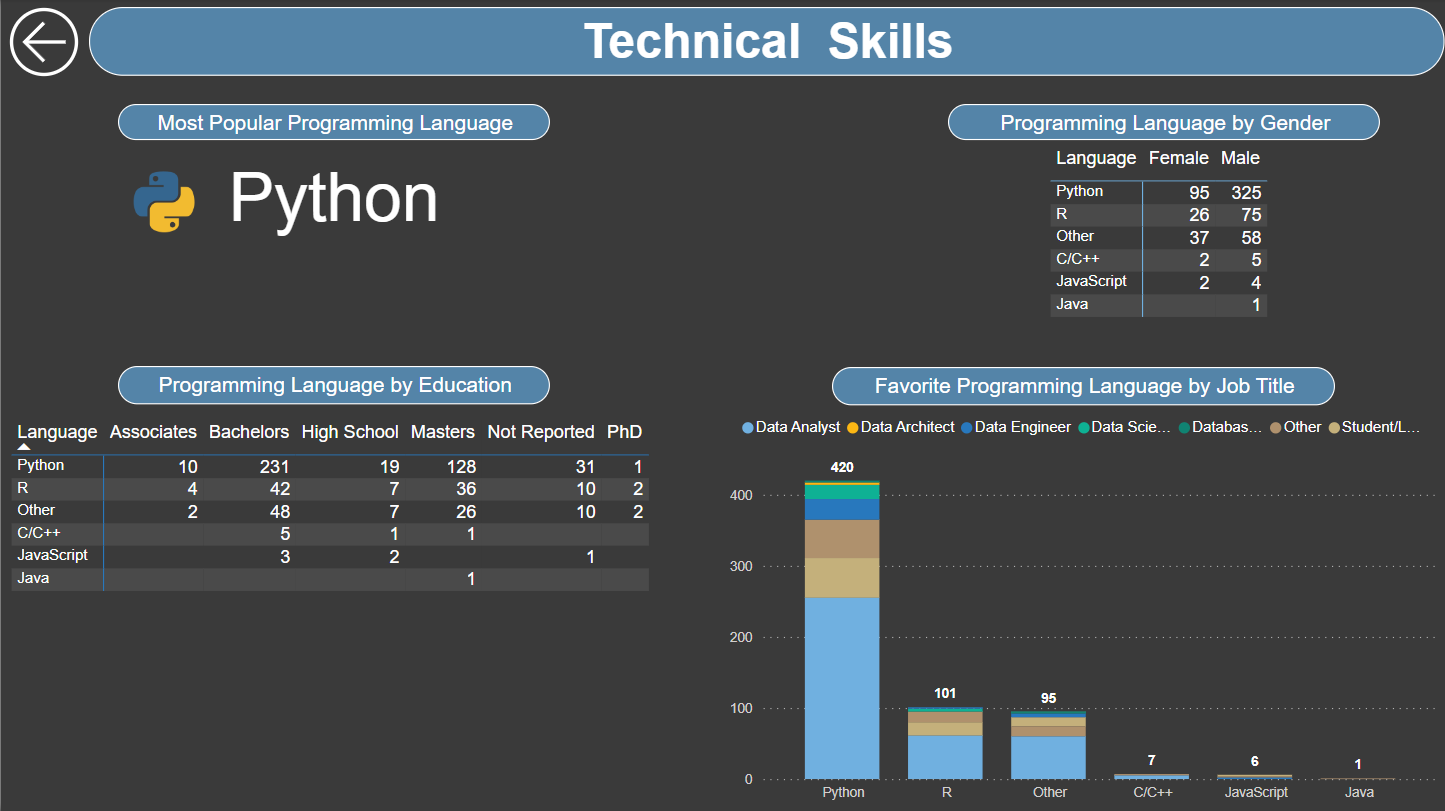 Technical Skills
Most Popular Programming Language
Python
Programming Language by Gender
Language Female Male
Python 95 325
R 26 75
Other 37 58
C/C++ 2 5
JavaScript 2 4
Java 1
Programming Language by Education
Language Associates Bachelors High School Masters Not Reported PhD
Python 10 231 19 128 31 1
R 4 42 7 36 10 2
Other 2 48 7 26 10 2
C/C++ 5 1 1
JavaScript 3 2 1
Java 1
Favorite Programming Language by Job Title
Data Analyst Data Architect Data Engineer Data Scie... Databas... Other Student/L...
420
400
300
200
101
95
100
7
6
1
0
Python R Other C/C++ JavaScript Java